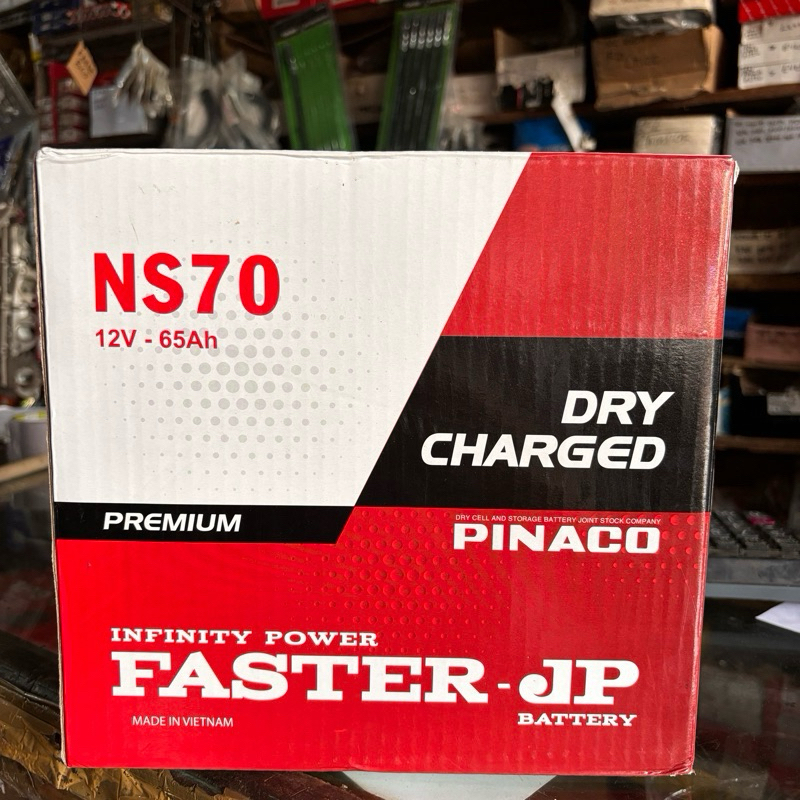 NS70
12V - 65Ah
DRY
CHARGED
PREMIUM
DRY CELL AND STORAGE BATTERY JOINT STOCK COMPANY
PINACO
INFINITY POWER
FASTER-JP
BATTERY
MADE IN VIETNAM